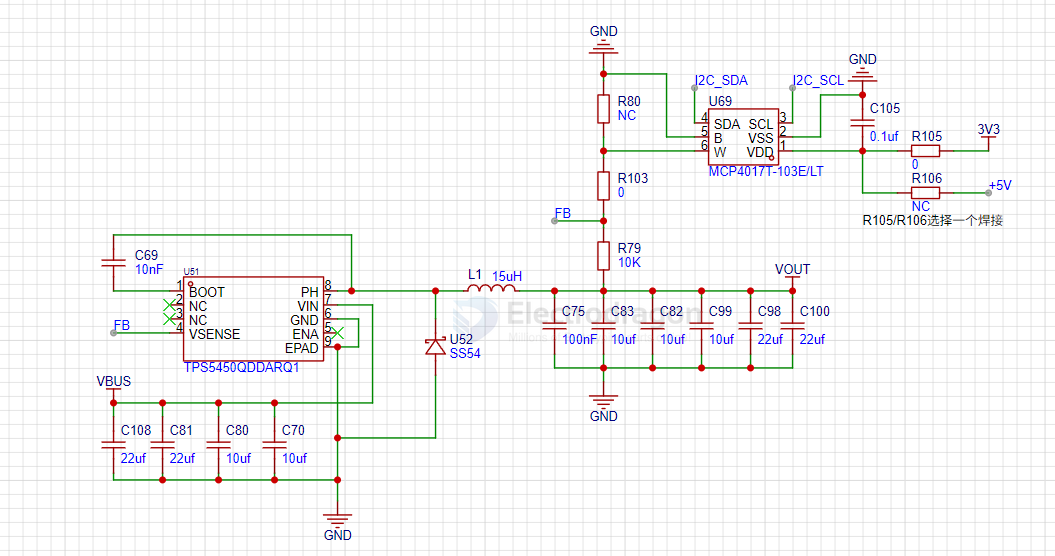 GND
GND
I2C_SDA
I2C_SCL
U69
C105
0.1uf
R80
NC
4 SDA SCL 3
5 B VSS 2
6 W VDD 1
MCP4017T-103E/LT
R105
0
3V3
R106
NC
+5V
R105/R106选择一个焊接
R103
0
FB
R79
10K
C69
10nF
U51
1 BOOT PH 8
2 NC VIN 7
3 NC GND 6
4 VSENSE ENA 5
EPAD 9
TPS5450QDDARQ1
FB
L1 15uH
VOUT
Electrodragon
C75 C83 C82 C99 C98 C100
100nF 10uf 10uf 10uf 22uf 22uf
U52
SS54
GND
VBUS
C108 C81 C80 C70
22uf 22uf 10uf 10uf
GND